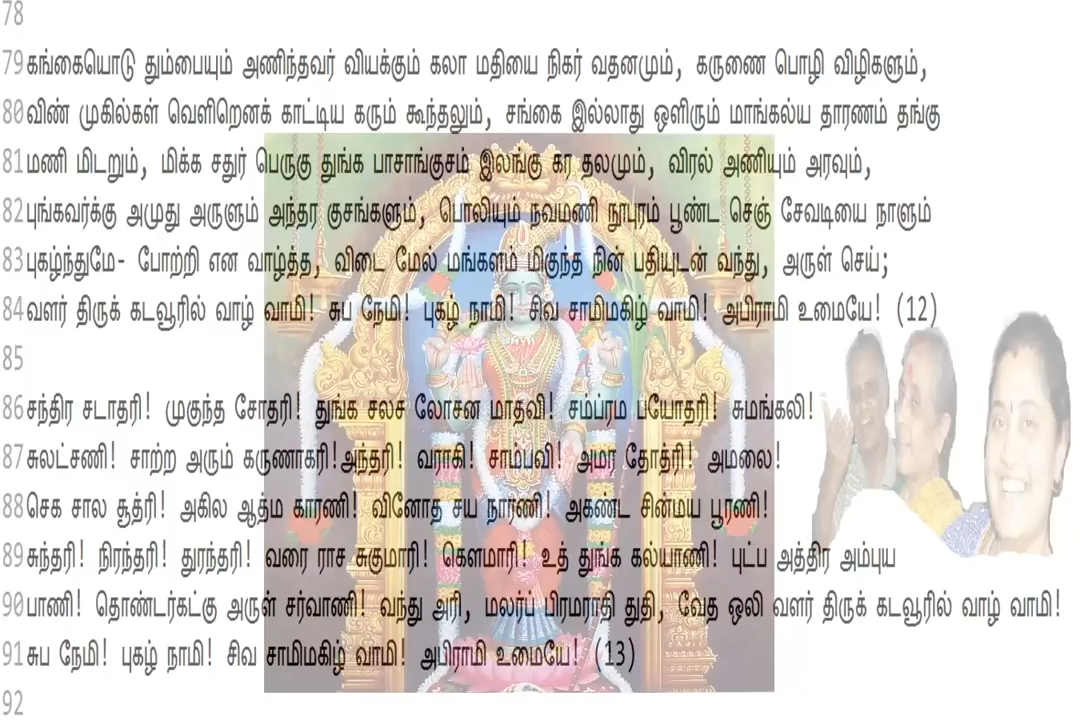 78
79 கங்கையொடு தும்பையும் அணிந்தவர் வியக்கும் கலா மதியை நிகர் வதனமும், கருணை பொழி விழிகளும்,
80 விண் முகில்கள் வெளிறெனக் காட்டிய கரும் கூந்தலும், சங்கை இல்லாது ஒளிரும் மாங்கல்ய தாரணம் தங்கு
81 மணி மிடறும், மிக்க சதுர் பெருகு துங்க பாசாங்குசம் இலங்கு கர தலமும், விரல் அணியும் அரவும்,
82 புங்கவர்க்கு அமுது அருளும் அந்தர குசங்களும், பொலியும் நவமணி நூபுரம் பூண்ட செஞ் சேவடியை நாளும்
83 புகழ்ந்துமே- போற்றி என வாழ்த்த, விடை மேல் மங்களம் மிகுந்த நின் பதியுடன் வந்து, அருள் செய்;
84 வளர் திருக் கடவூரில் வாழ் வாமி! சுப நேமி! புகழ் நாமி! சிவ சாமிமகிழ் வாமி! அபிராமி உமையே! (12)
85
86 சந்திர சடாதரி! முகுந்த சோதரி! துங்க சலச லோசன மாதவி! சம்ப்ரம பயோதரி! சுமங்கலி!
87 சுலட்சணி! சாற்ற அரும் கருணாகரி!அந்தரி! வராகி! சாம்பவி! அமர தோத்ரி! அமலை!
88 செக சால சூத்ரி! அகில ஆத்ம காரணி! வினோத சய நாரணி! அகண்ட சின்மய பூரணி!
89 சுந்தரி! நிரந்தரி! துரந்தரி! வரை ராச சுகுமாரி! கௌமாரி! உத் துங்க கல்யாணி! புட்ப அத்திர அம்புய
90 பாணி! தொண்டர்கட்கு அருள் சர்வாணி! வந்து அரி, மலர்ப் பிரமராதி துதி, வேத ஒலி வளர் திருக் கடவூரில் வாழ் வாமி!
91 சுப நேமி! புகழ் நாமி! சிவ சாமிமகிழ் வாமி! அபிராமி உமையே! (13)
92